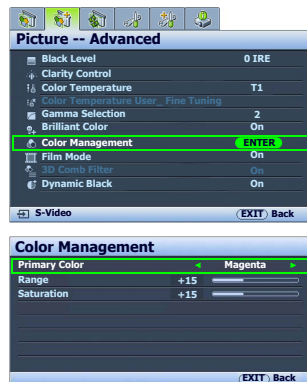 Picture -- Advanced
Black Level 0 IRE
Clarity Control
Color Temperature T1
Color Temperature User_ Fine Tuning
Gamma Selection 2
Brilliant Color On
Color Management ENTER
Film Mode On
3D Comb Filter On
Dynamic Black On
S-Video EXIT Back
Color Management
Primary Color Magenta
Range +15
Saturation +15
EXIT Back